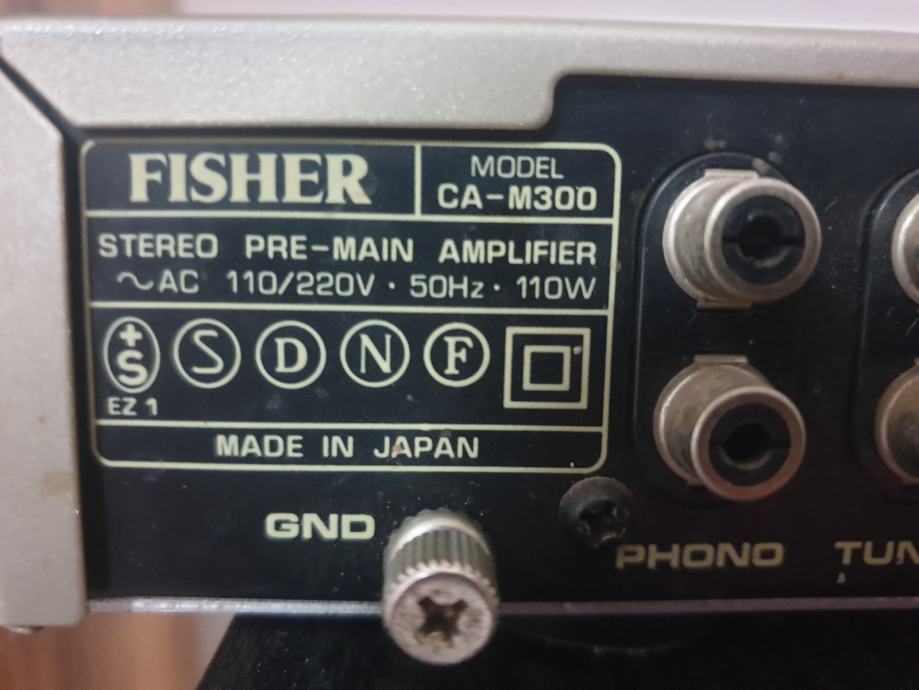 FISHER
MODEL
CA-M300
STEREO PRE-MAIN AMPLIFIER
～AC 110/220V · 50Hz · 110W
+S S D N F
EZ 1
MADE IN JAPAN
GND
PHONO